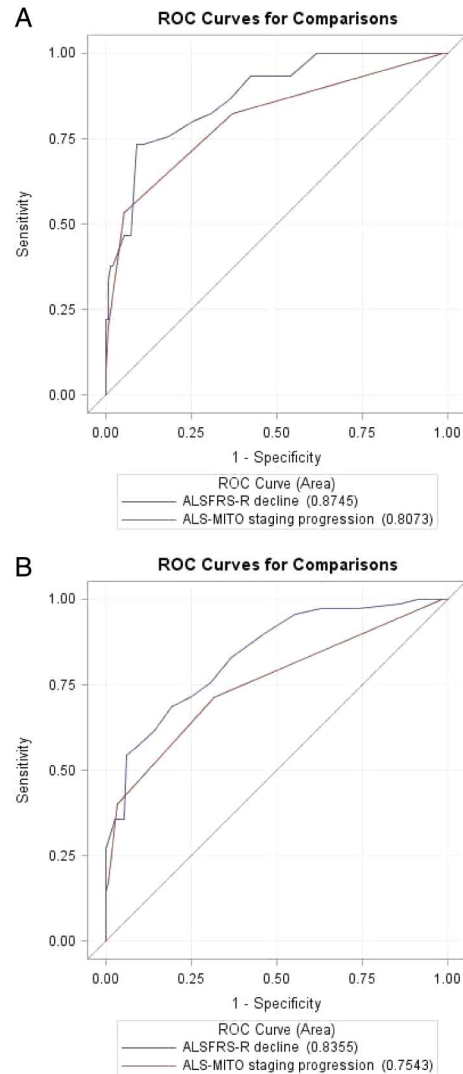 A
ROC Curves for Comparisons
1.00
0.75
0.50
0.25
0.00
Sensitivity
0.00 0.25 0.50 0.75 1.00
1 - Specificity
ROC Curve (Area)
ALSFRS-R decline (0.8745)
ALS-MITO staging progression (0.8073)
B
ROC Curves for Comparisons
1.00
0.75
0.50
0.25
0.00
Sensitivity
0.00 0.25 0.50 0.75 1.00
1 - Specificity
ROC Curve (Area)
ALSFRS-R decline (0.8355)
ALS-MITO staging progression (0.7543)